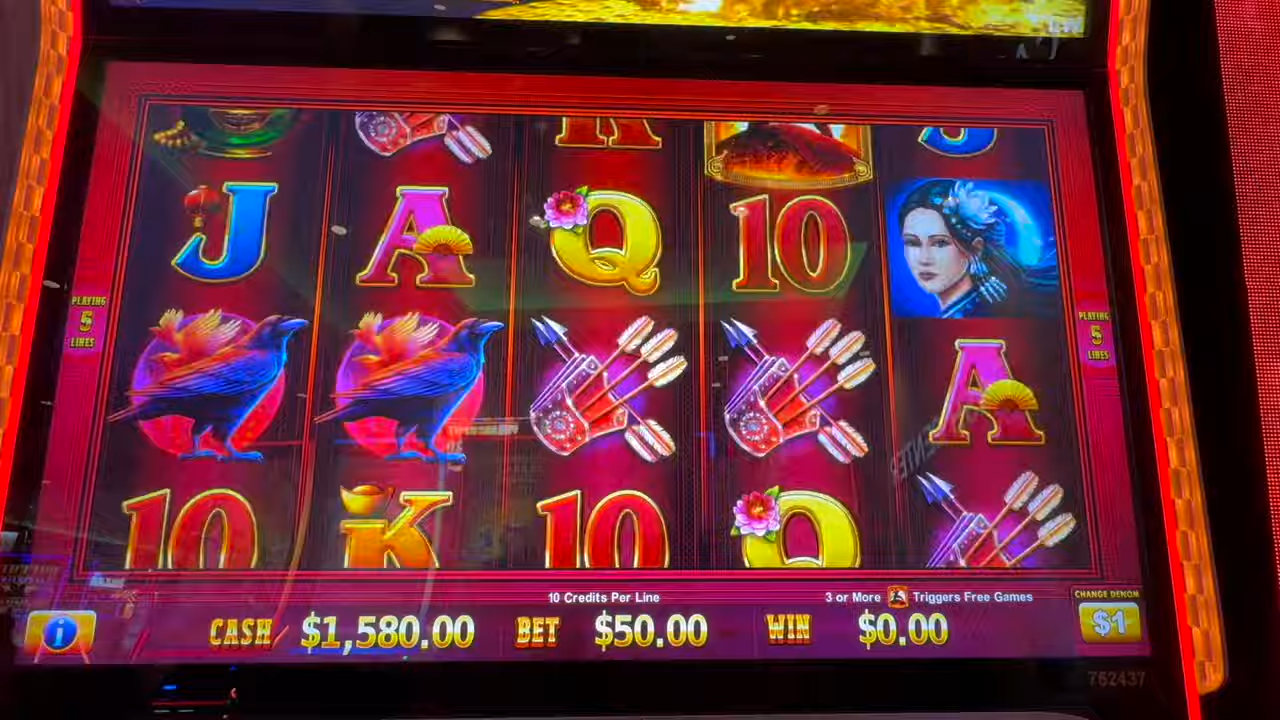 K
J
J A Q 10
PLAYING
5
LINES
PLAYING
5
LINES
A
10 K 10 Q
10 Credits Per Line
3 or More Triggers Free Games
CHANGE DENOM
$1
i
CASH $1,580.00 BET $50.00 WIN $0.00
762437